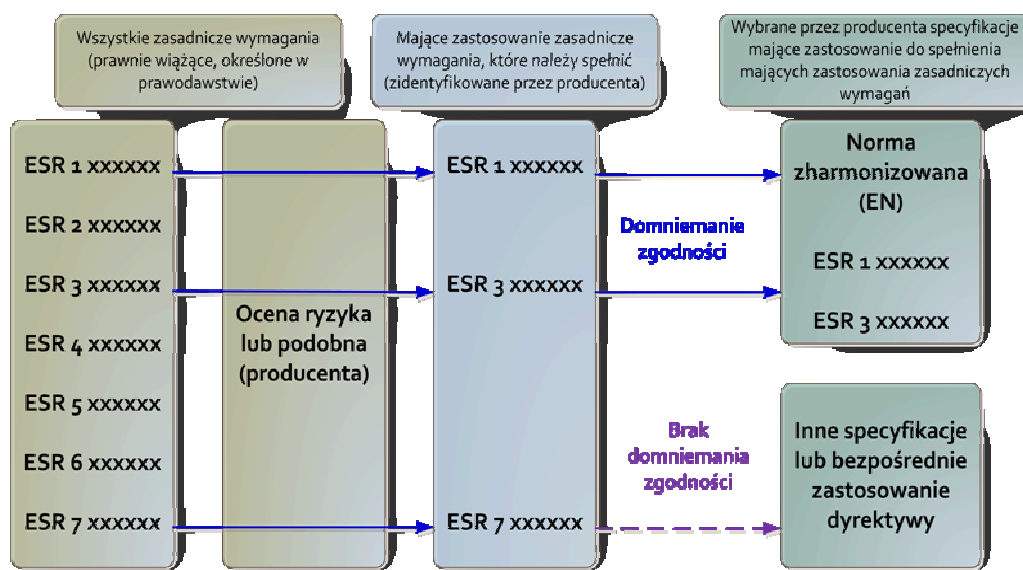 Wszystkie zasadnicze wymagania
(prawnie wiążące, określone w
prawodawstwie)
Mające zastosowanie zasadnicze
wymagania, które należy spełnić
(zidentyfikowane przez producenta)
Wybrane przez producenta specyfikacje
mające zastosowanie do spełnienia
mających zastosowania zasadniczych
wymagań
ESR 1 xxxxxx
ESR 2 xxxxxx
ESR 3 xxxxxx
ESR 4 xxxxxx
ESR 5 xxxxxx
ESR 6 xxxxxx
ESR 7 xxxxxx
Ocena ryzyka
lub podobna
(producenta)
ESR 1 xxxxxx
ESR 3 xxxxxx
ESR 7 xxxxxx
Domniemanie
zgodności
Brak
domniemania
zgodności
Norma
zharmonizowana
(EN)
ESR 1 xxxxxx
ESR 3 xxxxxx
Inne specyfikacje
lub bezpośrednie
zastosowanie
dyrektywy